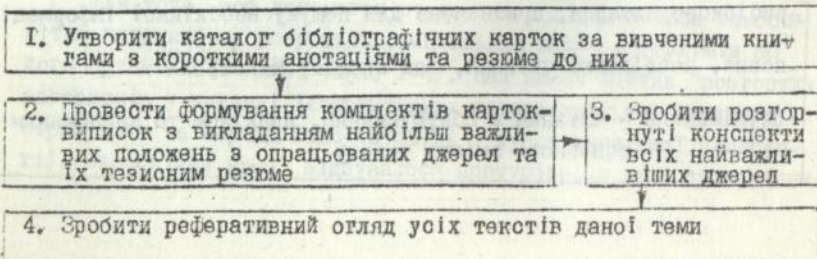 I. Утворити каталог бібліографічних карток за вивченими кни-
гами з короткими анотаціями та резюме до них
2. Провести формування комплектів карток-
виписок з викладанням найбільш важли-
вих положень з опрацьованих джерел та
їх тезисним резюме
3. Зробити розгор-
нуті конспекти
всіх найважли-
віших джерел
4. Зробити реферативний огляд усіх текстів даної теми